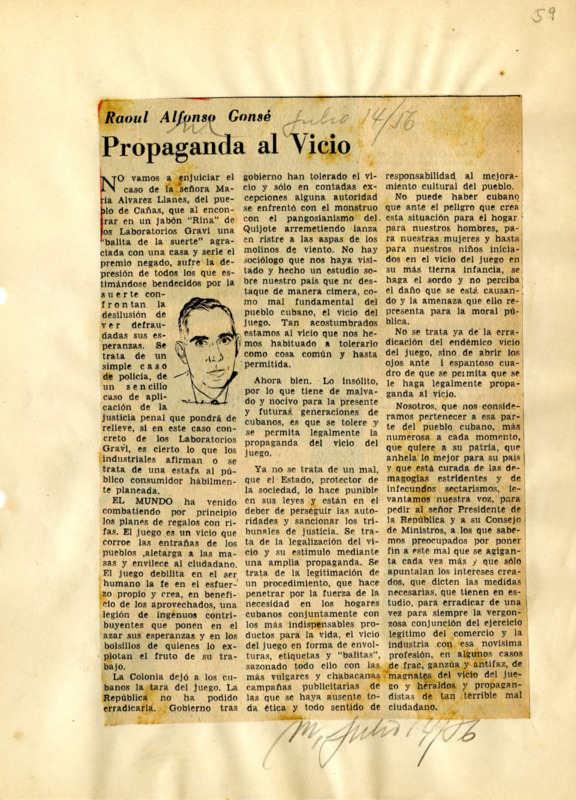 59
Raoul Alfonso Gonsé
Julio 14/56
Propaganda al Vicio
NO vamos a enjuiciar el
caso de la señora Ma-
ría Alvarez Llanes, del pue-
blo de Cañas, que al encon-
trar en un jabón "Rina" de
los Laboratorios Gravi una
"balita de la suerte" agra-
ciada con una casa y serle el
premio negado, sufre la de-
presión de todos los que es-
timándose bendecidos por la
suerte con-
frontan la
desilusión de
ver defrau-
dadas sus es-
peranzas. Se
trata de un
simple caso
de policía, de
un sencillo
caso de apli-
cación de la
justicia penal que pondrá de
relieve, si en este caso con-
creto de los Laboratorios
Gravi, es cierto lo que los
industriales afirman o se
trata de una estafa al pú-
blico consumidor hábilmen-
te planeada.
EL MUNDO ha venido
combatiendo por principio
los planes de regalos con ri-
fas. El juego es un vicio que
corroe las entrañas de los
pueblos ,aletarga a las ma-
sas y envilece al ciudadano.
El juego debilita en el ser
humano la fe en el esfuer-
zo propio y crea, en benefi-
cio de los aprovechados, una
legión de ingenuos contri-
buyentes que ponen en el
azar sus esperanzas y en los
bolsillos de quienes lo ex-
plotan el fruto de su tra-
bajo.
La Colonia dejó a los cu-
banos la tara del juego. La
República no ha podido
erradicarla. Gobierno tras
gobierno han tolerado el vi-
cio y sólo en contadas ex-
cepciones alguna autoridad
se enfrentó con el monstruo
con el pangosianismo del
Quijote arremetiendo lanza
en ristre a las aspas de los
molinos de viento. No hay
sociólogo que nos haya visi-
tado y hecho un estudio so-
bre nuestro país que no des-
taque de manera cimera, co-
mo mal fundamental del
pueblo cubano, el vicio del
juego. Tan acostumbrados
estamos al vicio que nos he-
mos habituado a tolerarlo
como cosa común y hasta
permitida.
Ahora bien. Lo insólito,
por lo que tiene de malva-
do y nocivo para la presente
y futuras generaciones de
cubanos, es que se tolere y
se permita legalmente la
propaganda del vicio del
juego.
Ya no se trata de un mal,
que el Estado, protector de
la sociedad, lo hace punible
en sus leyes y están en el
deber de perseguir las auto-
ridades y sancionar los tri-
bunales de justicia. Se tra-
ta de la legalización del vi-
cio y su estímulo mediante
una amplia propaganda. Se
trata de la legitimación de
un procedimiento, que hace
penetrar por la fuerza de la
necesidad en los hogares
cubanos conjuntamente con
los más indispensables pro-
ductos para la vida, el vicio
del juego en forma de envol-
turas, etiquetas y "balitas",
sazonado todo ello con las
más vulgares y chabacanas
campañas publicitarias de
las que se haya ausente to-
da ética y todo sentido de
responsabilidad al mejora-
miento cultural del pueblo.
No puede haber cubano
que ante el peligro que crea
esta situación para el hogar
para nuestros hombres, pa-
ra nuestras mujeres y hasta
para nuestros niños inicia-
dos en el vicio del juego en
su más tierna infancia, se
haga el sordo y no perciba
el daño que se está causan-
do y la amenaza que ello re-
presenta para la moral pú-
blica.
No se trata ya de la erra-
dicación del endémico vicio
del juego, sino de abrir los
ojos ante l espantoso cua-
dro de que se permita que se
le haga legalmente propa-
ganda al vicio.
Nosotros, que nos consi-
deramos pertenecer a esa par-
te del pueblo cubano, más
numerosa a cada momento,
que quiere a su patria, que
anhela lo mejor para su país
y que está curada de las de-
magogias estridentes y de
infecundos sectarismos, le-
vantamos nuestra voz, para
pedir al señor Presidente de
la República y a su Consejo
de Ministros, a los que sabe-
mos preocupados por poner
fin a este mal que se agigan-
ta cada vez más y que sólo
apuntalan los intereses crea-
dos, que dicten las medidas
necesarias, que tienen en es-
tudio, para erradicar de una
vez para siempre la vergon-
zosa conjunción del ejercicio
legítimo del comercio y la
industria con esa novísima
profesión, en algunos casos
de frac, ganzúa y antifaz, de
magnates del vicio del jue-
go y heraldos y propagan-
distas de tan terrible mal
ciudadano.
M, Julio 14/56